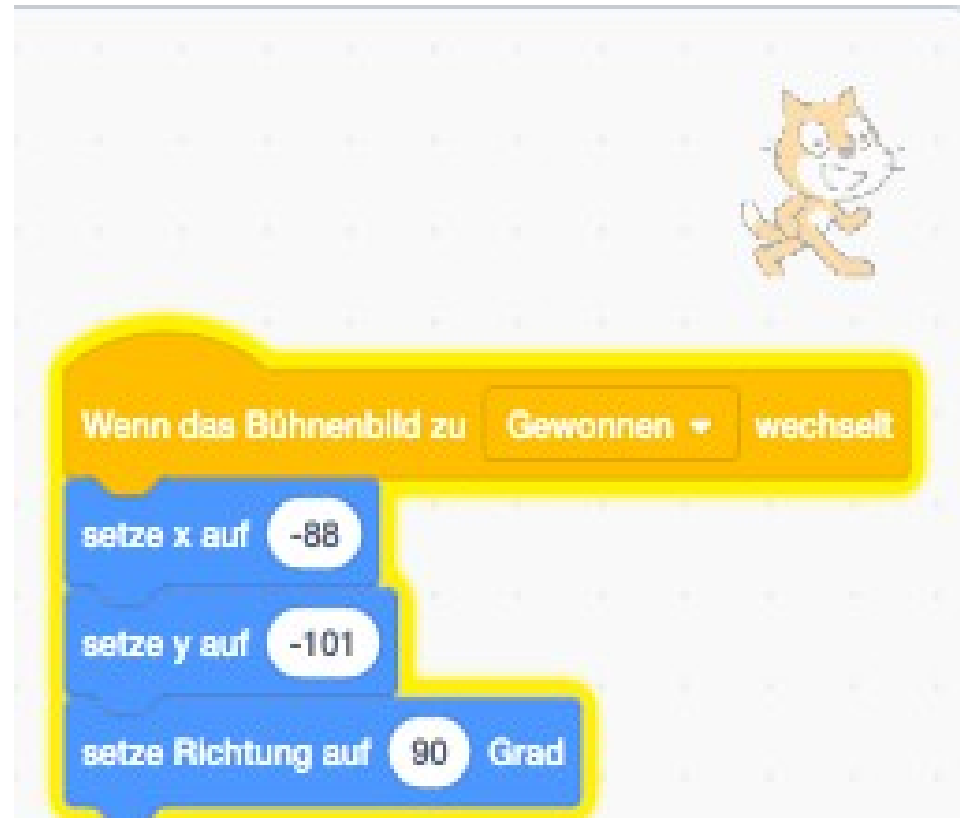 Wenn das Bühnenbild zu Gewonnen wechselt
setze x auf -88
setze y auf -101
setze Richtung auf 90 Grad